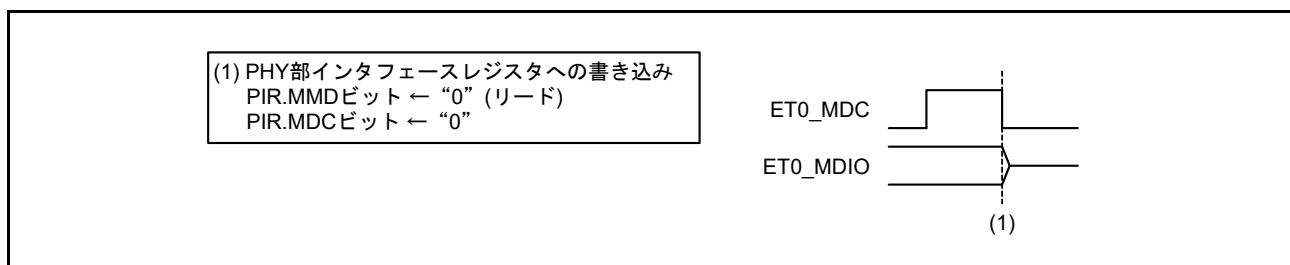 (1) PHY部インタフェースレジスタへの書き込み
PIR.MMDビット ← “0” (リード)
PIR.MDCビット ← “0”
ET0_MDC
ET0_MDIO
(1)